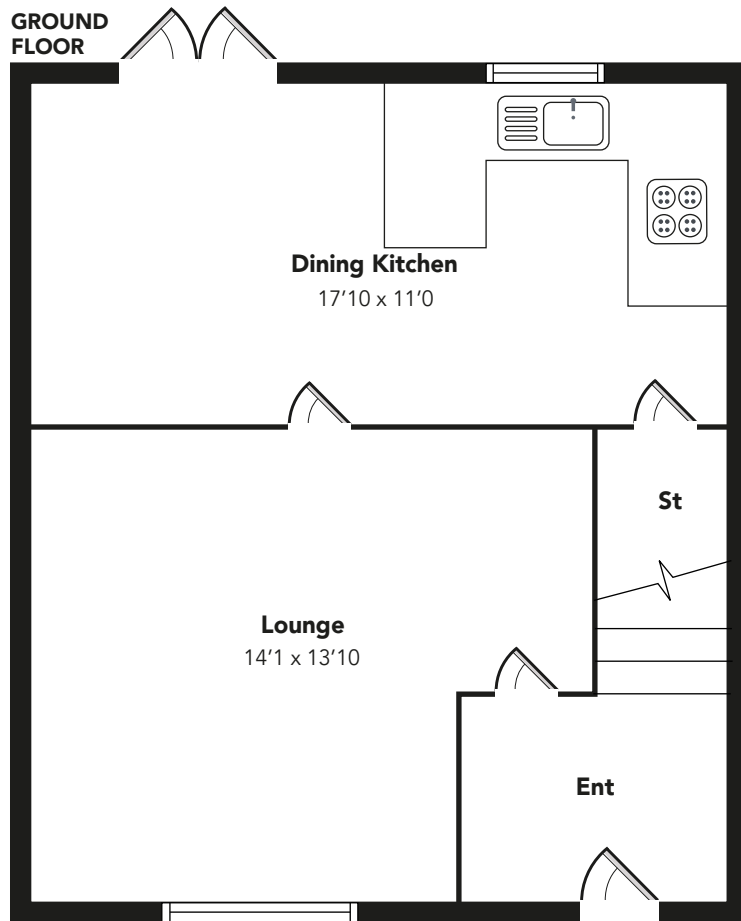 GROUND
FLOOR
Dining Kitchen
17’10 x 11’0
St
Lounge
14’1 x 13’10
Ent